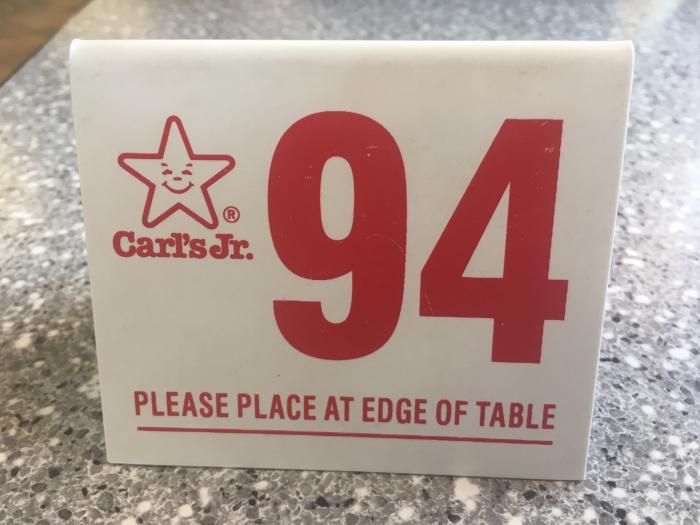 94
®
Carl's Jr.
PLEASE PLACE AT EDGE OF TABLE